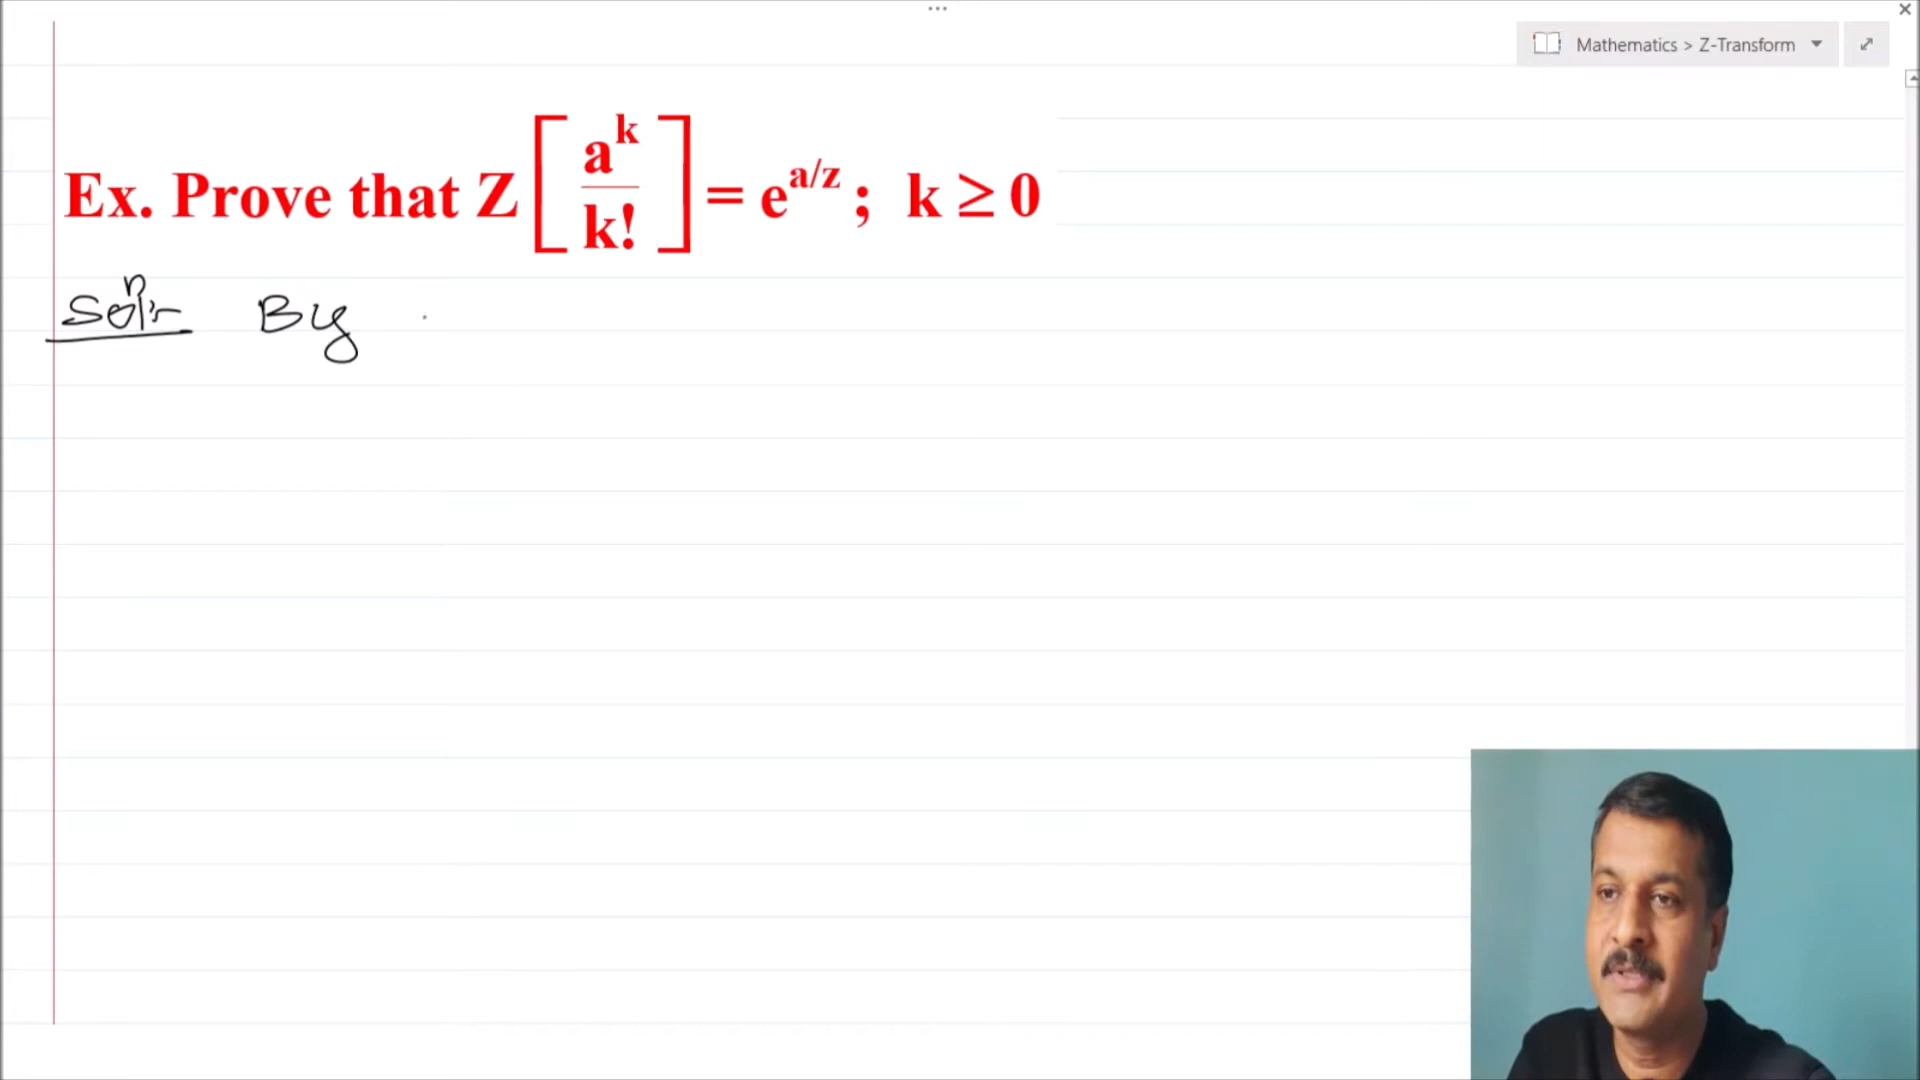 Mathematics > Z-Transform
Ex. Prove that Z[a^k/k!] = e^{a/z}; k ≥ 0
Solⁿ:- By